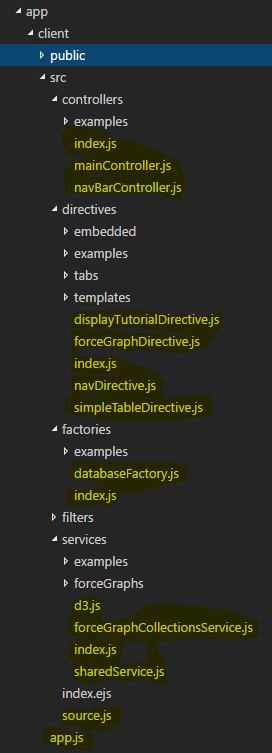 app
client
public
src
controllers
examples
index.js
mainController.js
navBarController.js
directives
embedded
examples
tabs
templates
displayTutorialDirective.js
forceGraphDirective.js
index.js
navDirective.js
simpleTableDirective.js
factories
examples
databaseFactory.js
index.js
filters
services
examples
forceGraphs
d3.js
forceGraphCollectionsService.js
index.js
sharedService.js
index.ejs
source.js
app.js